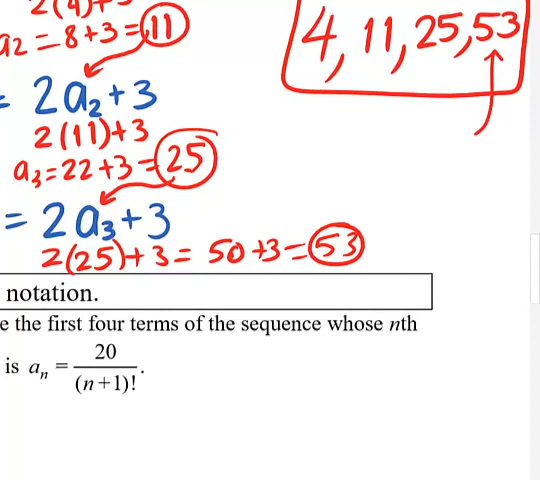 2(4)+
a2 = 8+3 = 11
4, 11, 25, 53
= 2a2 + 3
2(11)+3
a3 = 22 + 3 = 25
= 2a3 + 3
2(25) + 3 = 50 + 3 = 53
notation.
e the first four terms of the sequence whose nth
is an = 20/(n+1)!.